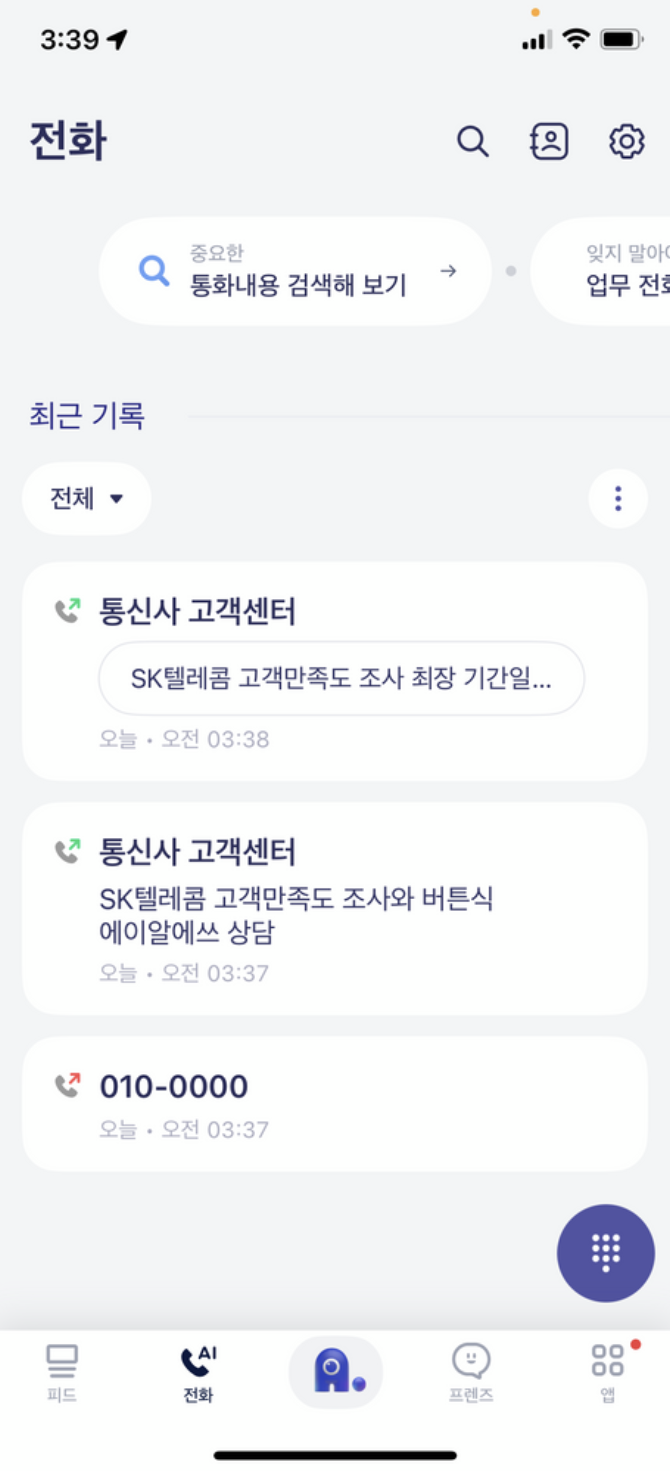 3:39
전화
중요한
통화내용 검색해 보기
잊지 말아
업무 전
최근 기록
전체
통신사 고객센터
SK텔레콤 고객만족도 조사 최장 기간일...
오늘 • 오전 03:38
통신사 고객센터
SK텔레콤 고객만족도 조사와 버튼식
에이알에쓰 상담
오늘 • 오전 03:37
010-0000
오늘 • 오전 03:37
AI
피드
전화
프렌즈
앱